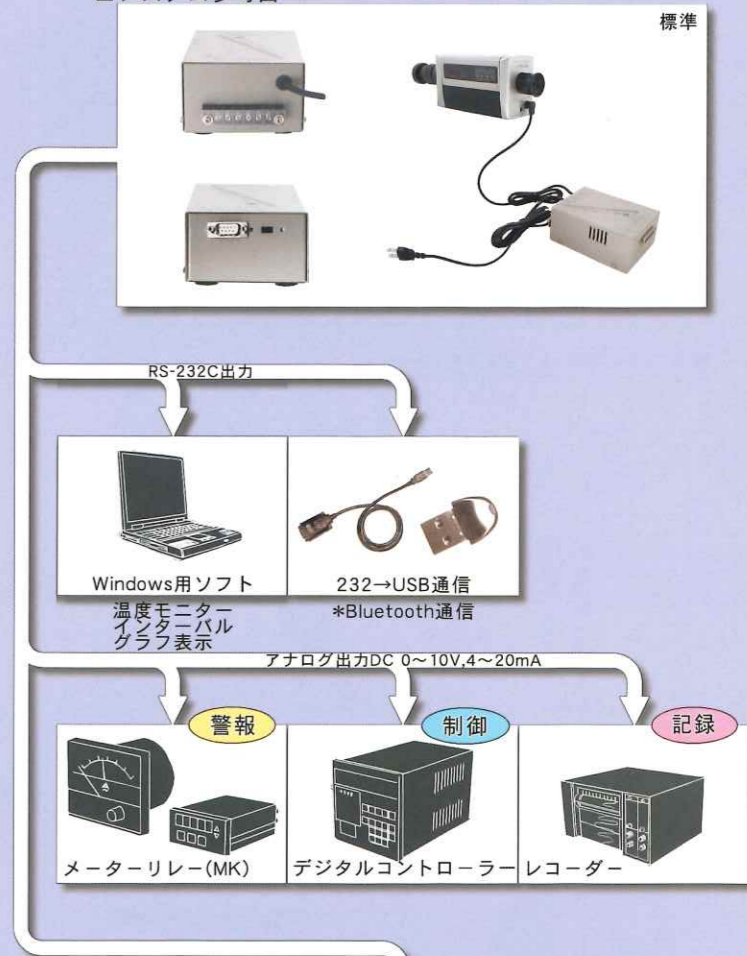 標準
RS-232C出力
Windows用ソフト
温度モニター
インターバル
グラフ表示
232→USB通信
*Bluetooth通信
アナログ出力DC 0～10V,4～20mA
警報
制御
記録
メーターリレー(MK)
デジタルコントローラー
レコーダー